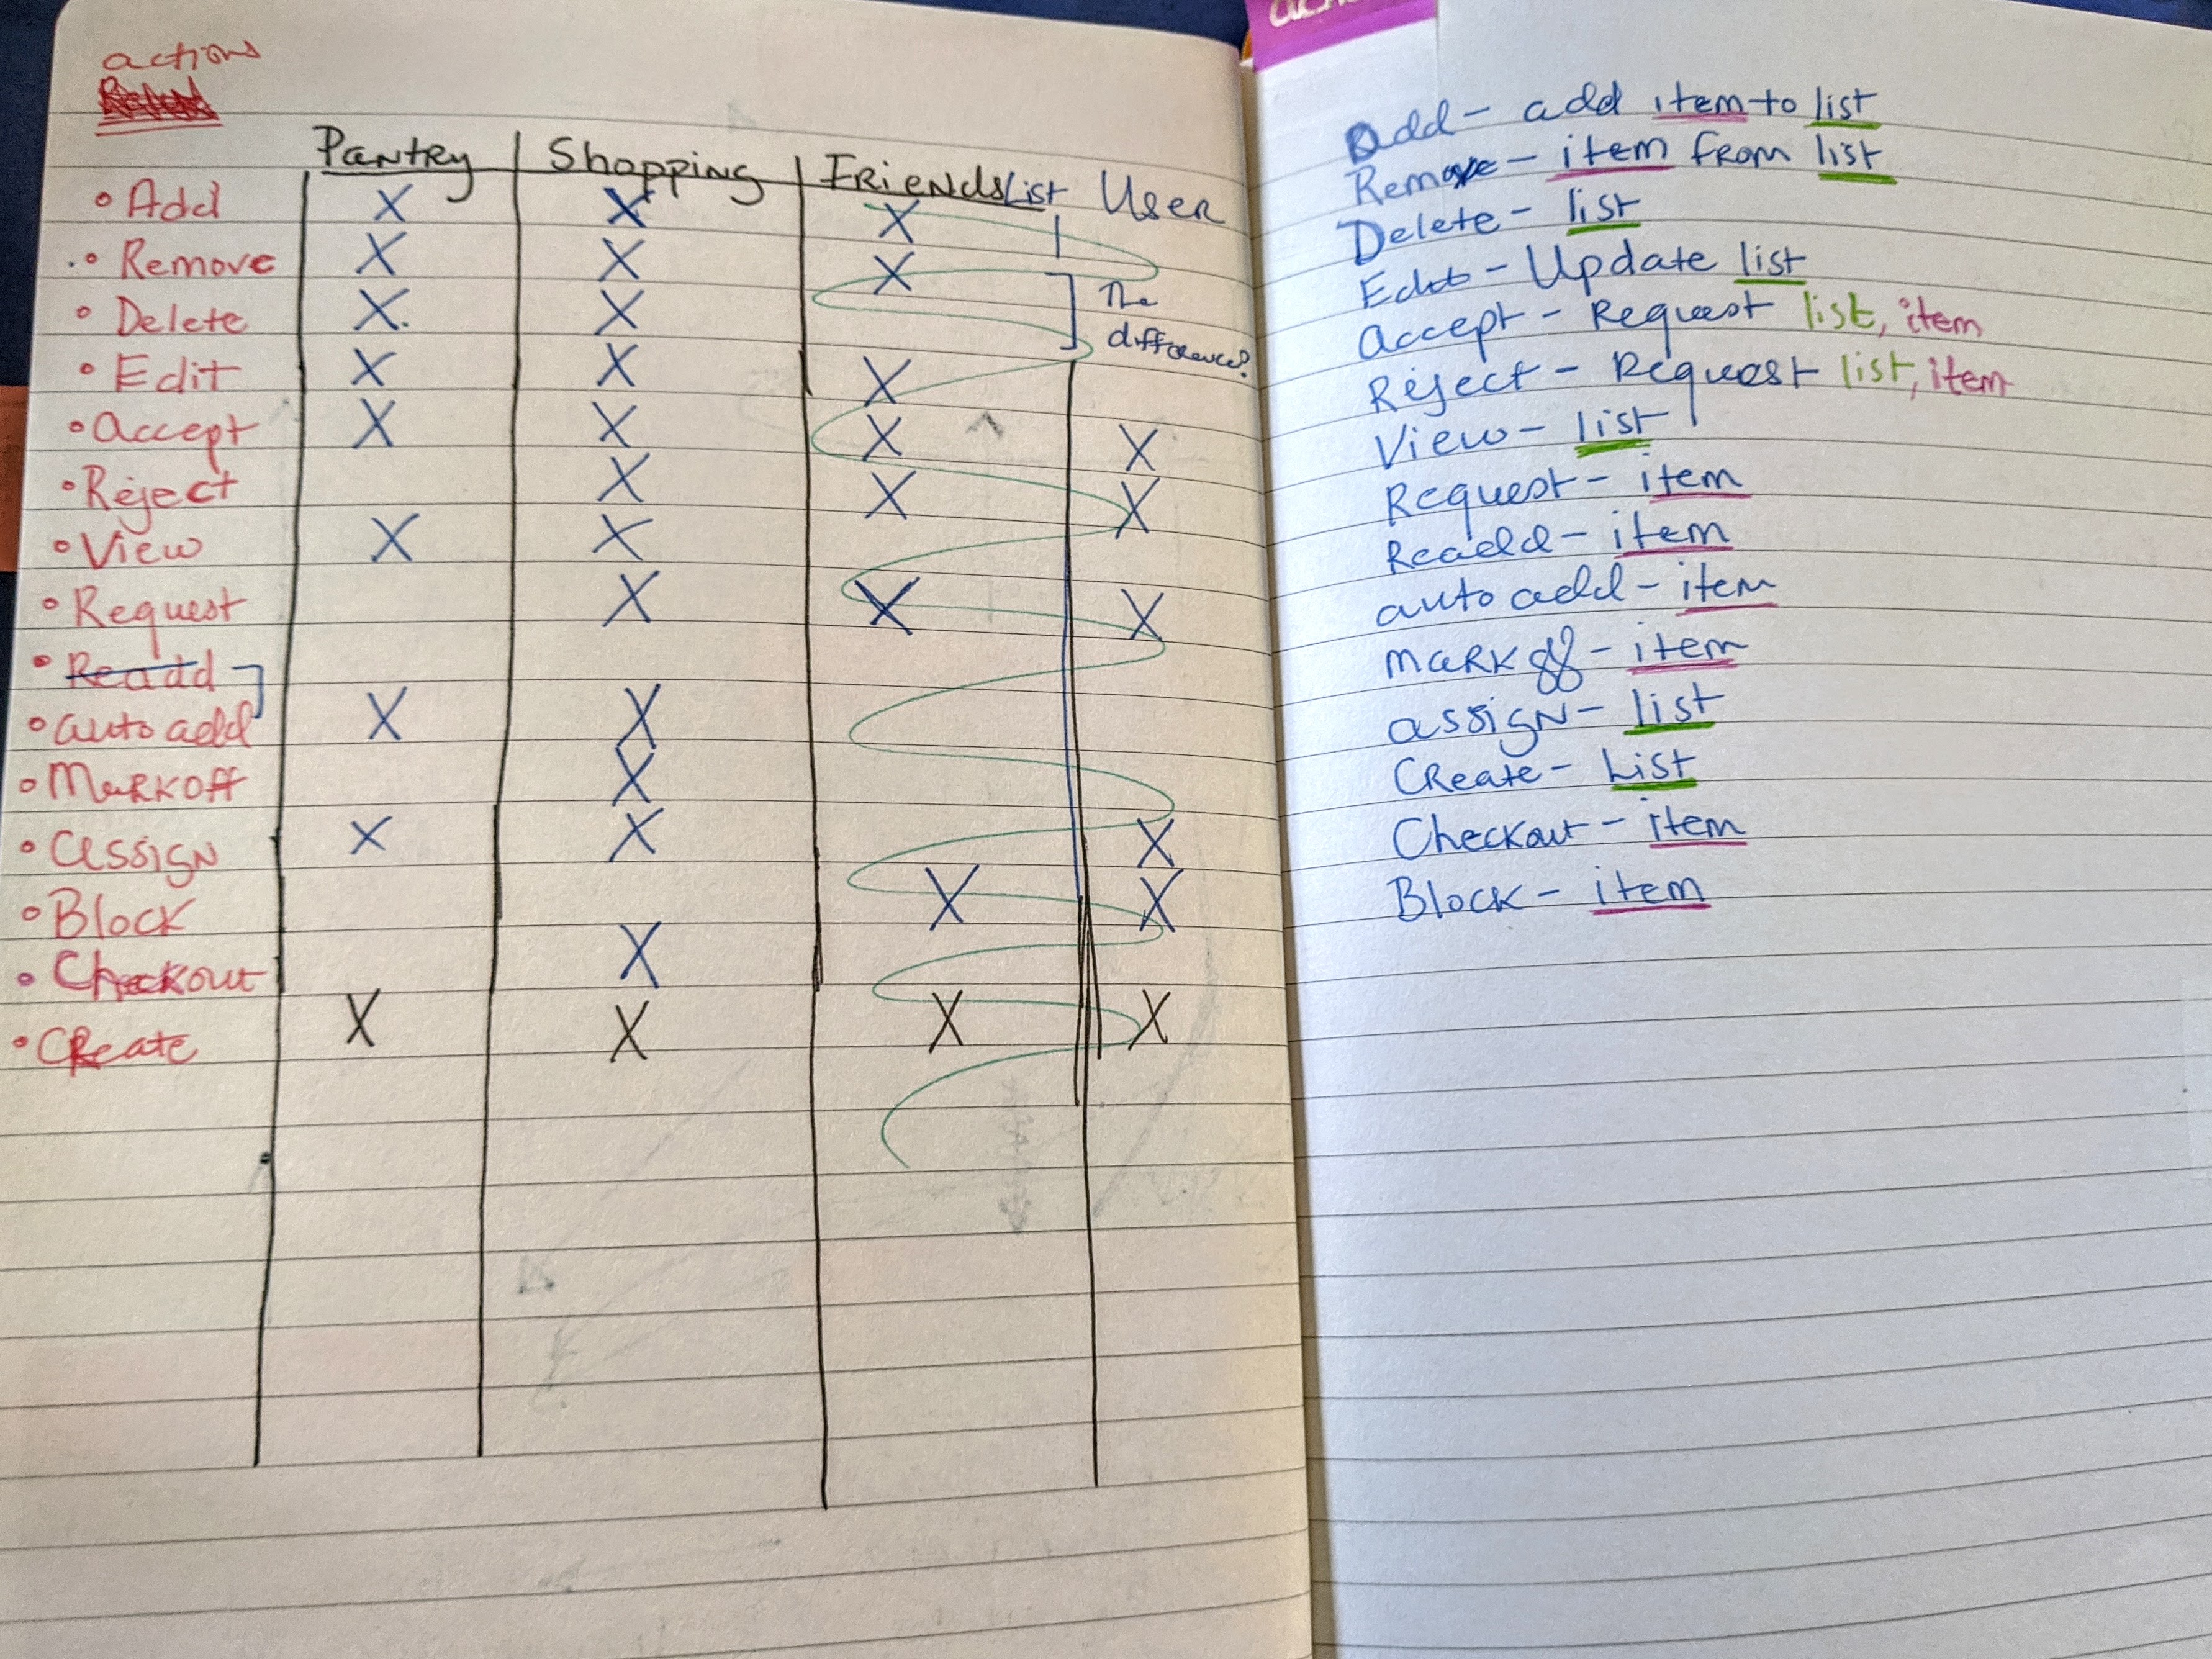 actions
Pantry Shopping Friends List User
• Add X X X
• Remove X X X
• Delete X X
The
difference?
• Edit X X X
• Accept X X X X
• Reject X X X
• View X X
• Request X X X
• Readd
• auto add X X
• Markoff X
• Assign X X X
• Block X X
• Checkout X
• Create X X X X
Add - add item to list
Remove - item from list
Delete - list
Edit - Update list
Accept - Request list, item
Reject - Request list, item
View - list
Request - item
Readd - item
auto add - item
mark off - item
assign - list
Create - List
Checkout - item
Block - item